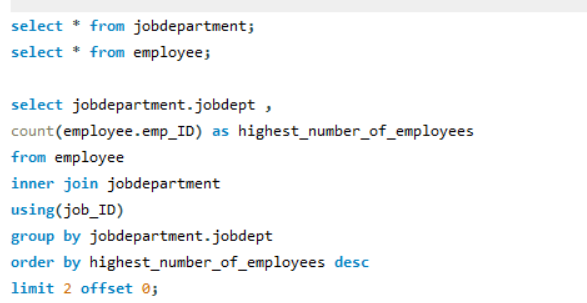 select * from jobdepartment;
select * from employee;
select jobdepartment.jobdept ,
count(employee.emp_ID) as highest_number_of_employees
from employee
inner join jobdepartment
using(job_ID)
group by jobdepartment.jobdept
order by highest_number_of_employees desc
limit 2 offset 0;